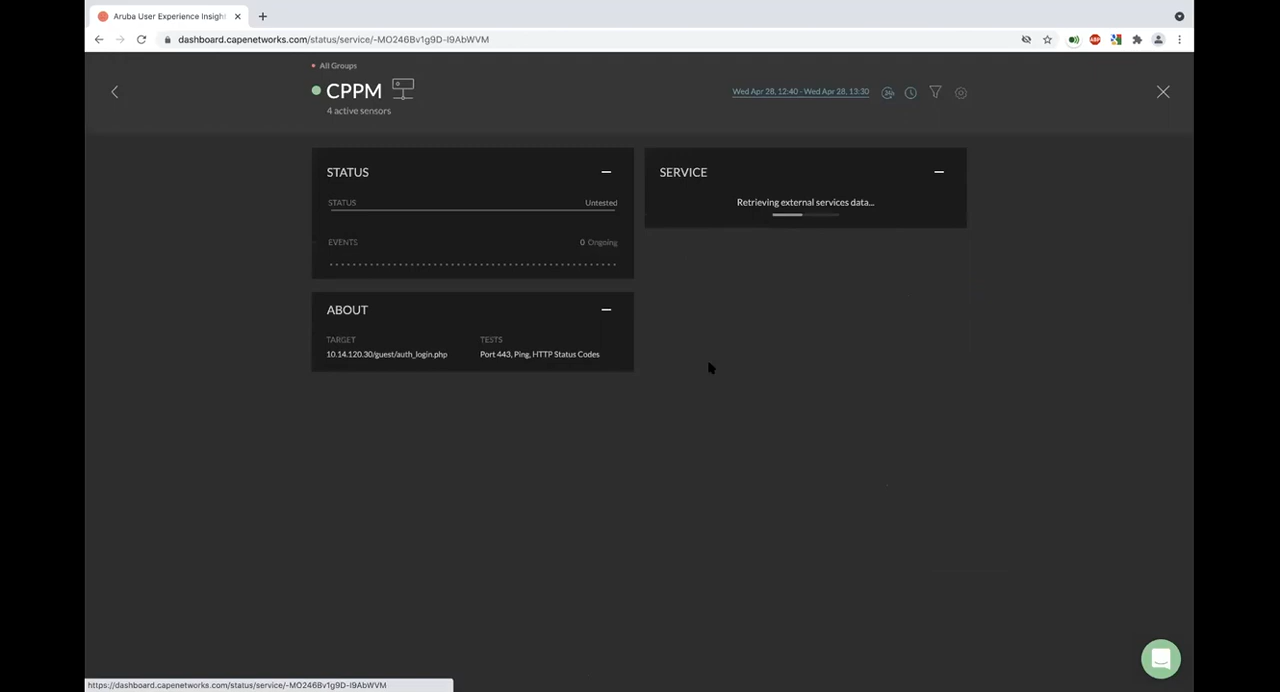 Aruba User Experience Insight
dashboard.capenetworks.com/status/service/-MO246Bv1g9D-I9AbWVM
All Groups
CPPM
4 active sensors
Wed Apr 28, 12:40 - Wed Apr 28, 13:30
STATUS
STATUS Untested
EVENTS 0 Ongoing
SERVICE
Retrieving external services data...
ABOUT
TARGET TESTS
10.14.120.30/guest/auth_login.php Port 443, Ping, HTTP Status Codes
https://dashboard.capenetworks.com/status/service/-MO246Bv1g9D-I9AbWVM